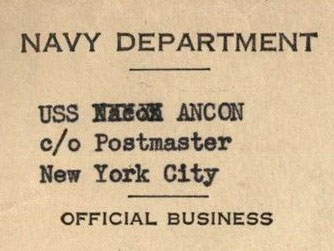 NAVY DEPARTMENT
USS ANCON
c/o Postmaster
New York City
OFFICIAL BUSINESS